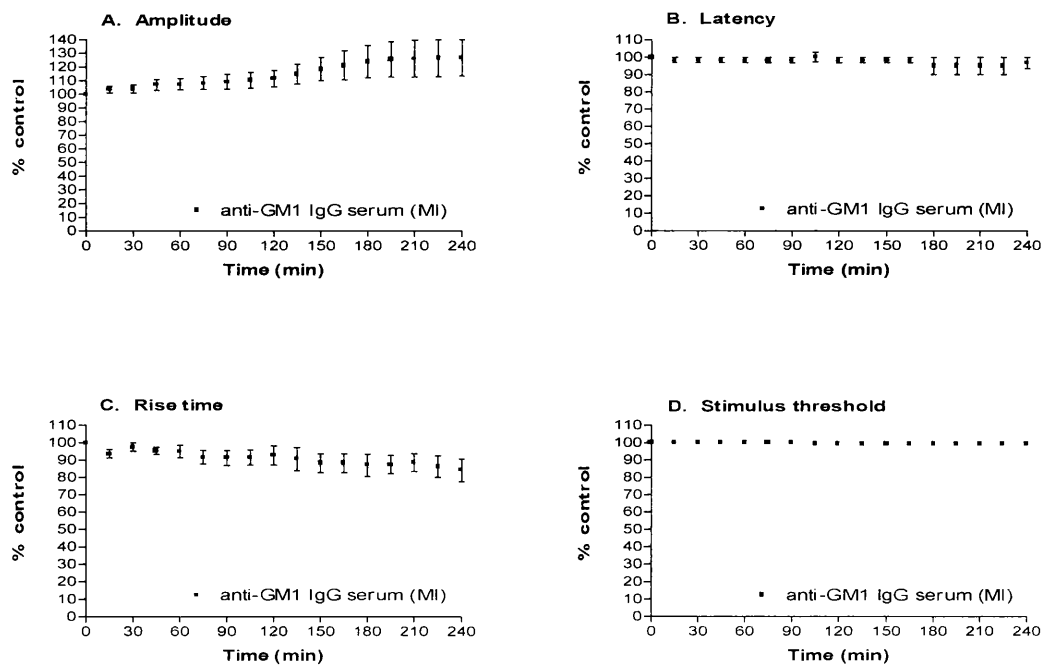 A. Amplitude
% control
140
130
120
110
100
90
80
70
60
50
40
30
20
10
0
anti-GM1 IgG serum (MI)
0 30 60 90 120 150 180 210 240
Time (min)
B. Latency
% control
110
100
90
80
70
60
50
40
30
20
10
0
anti-GM1 IgG serum (MI)
0 30 60 90 120 150 180 210 240
Time (min)
C. Rise time
% control
110
100
90
80
70
60
50
40
30
20
10
0
anti-GM1 IgG serum (MI)
0 30 60 90 120 150 180 210 240
Time (min)
D. Stimulus threshold
% control
110
100
90
80
70
60
50
40
30
20
10
0
anti-GM1 IgG serum (MI)
0 30 60 90 120 150 180 210 240
Time (min)